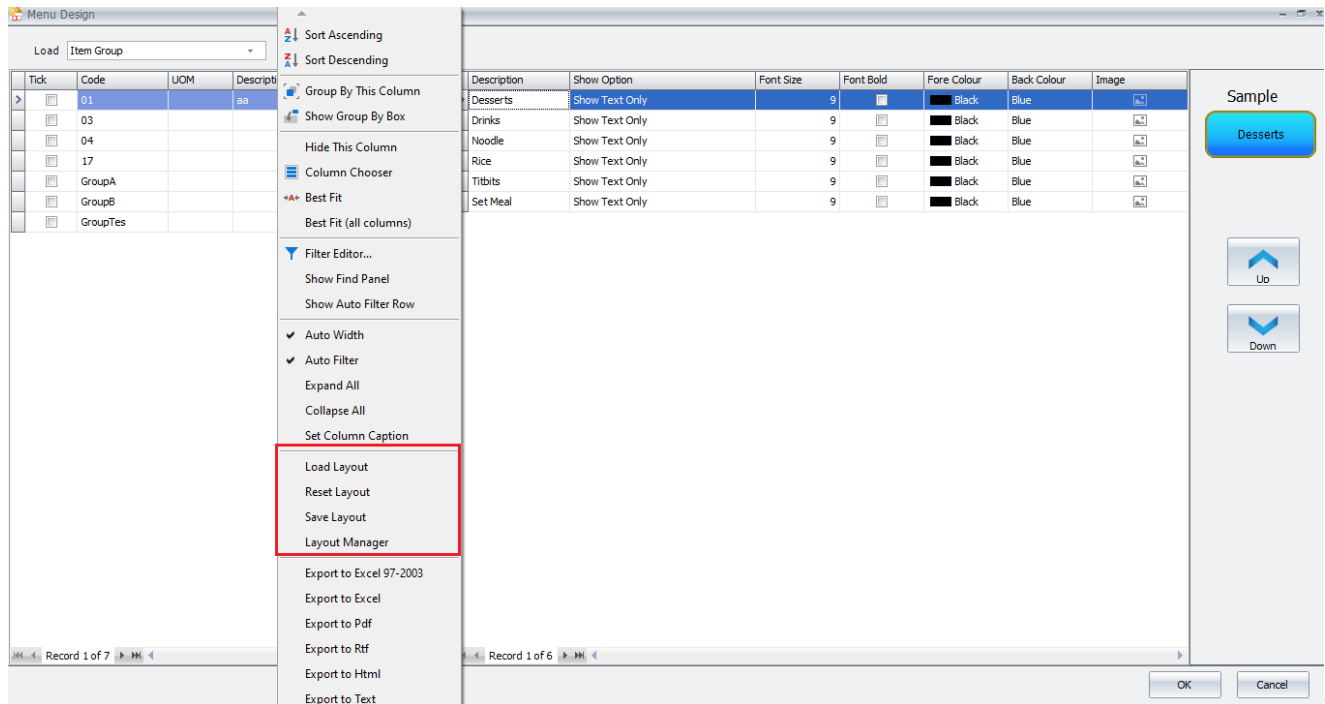 Menu Design
Load Item Group
Tick Code UOM Descripti
01 aa
03
04
17
GroupA
GroupB
GroupTes
Record 1 of 7
Sort Ascending
Sort Descending
Group By This Column
Show Group By Box
Hide This Column
Column Chooser
Best Fit
Best Fit (all columns)
Filter Editor...
Show Find Panel
Show Auto Filter Row
Auto Width
Auto Filter
Expand All
Collapse All
Set Column Caption
Load Layout
Reset Layout
Save Layout
Layout Manager
Export to Excel 97-2003
Export to Excel
Export to Pdf
Export to Rtf
Export to Html
Export to Text
Description Show Option Font Size Font Bold Fore Colour Back Colour Image
Desserts Show Text Only 9 Black Blue
Drinks Show Text Only 9 Black Blue
Noodle Show Text Only 9 Black Blue
Rice Show Text Only 9 Black Blue
Titbits Show Text Only 9 Black Blue
Set Meal Show Text Only 9 Black Blue
Record 1 of 6
Sample
Desserts
Up
Down
OK Cancel